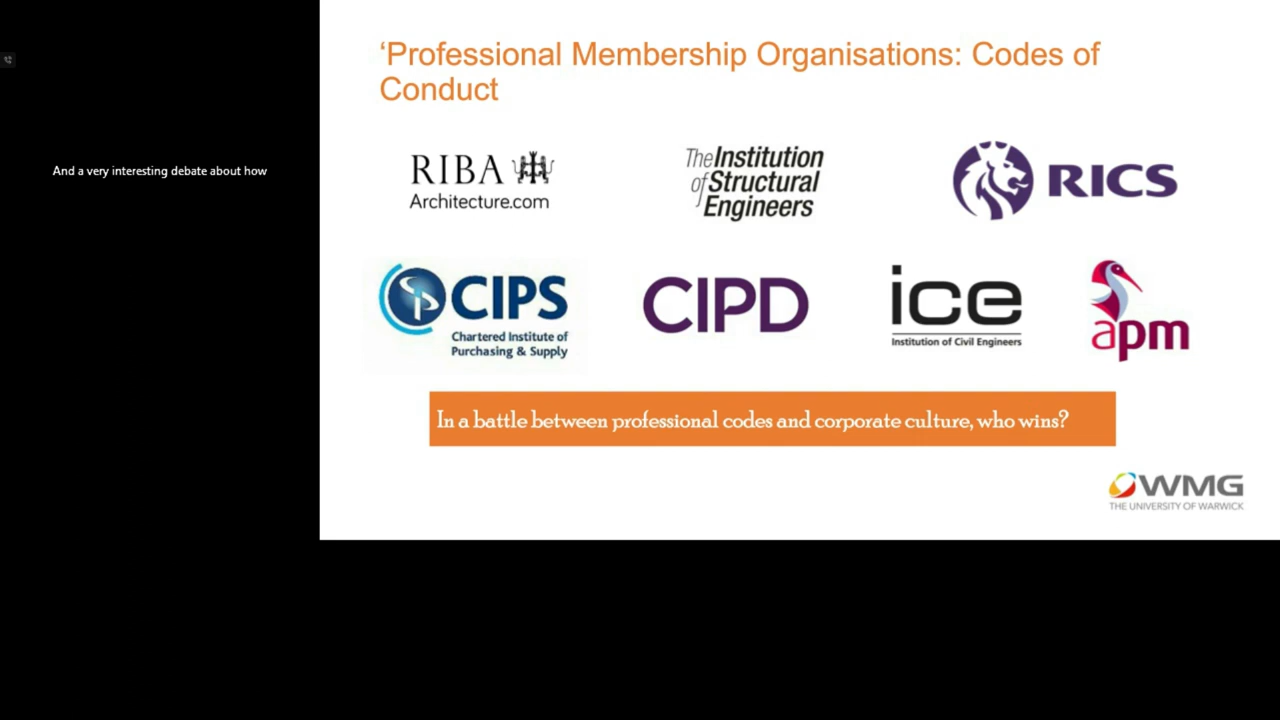 And a very interesting debate about how
‘Professional Membership Organisations: Codes of
Conduct
RIBA
Architecture.com
The Institution
of Structural
Engineers
RICS
CIPS
Chartered Institute of
Purchasing & Supply
CIPD
ice
Institution of Civil Engineers
apm
In a battle between professional codes and corporate culture, who wins?
WMG
THE UNIVERSITY OF WARWICK